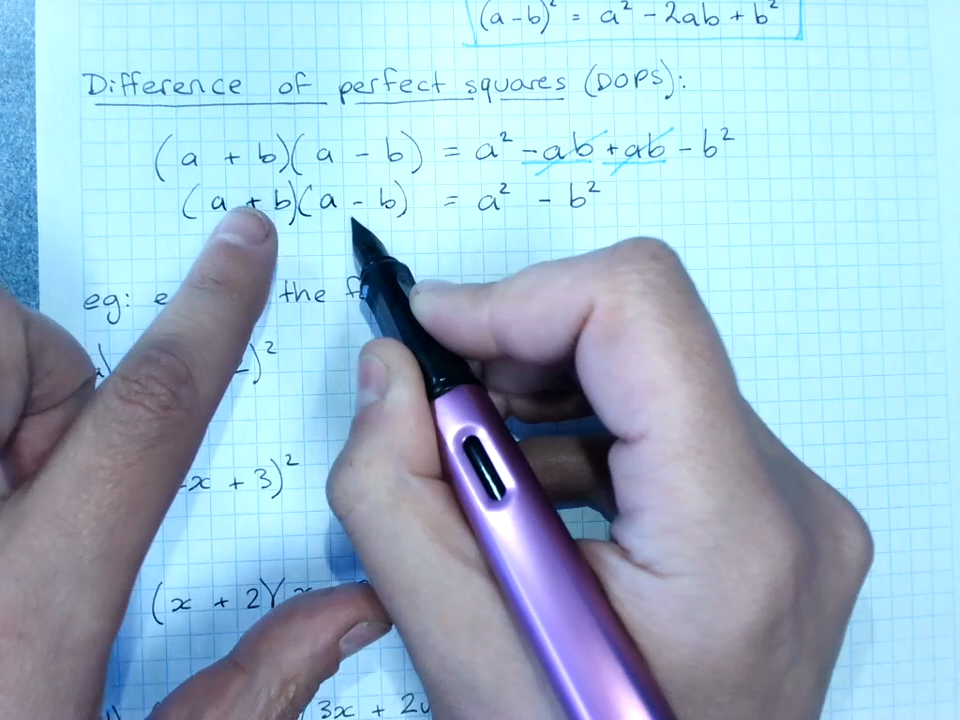 (a - b)² = a² - 2ab + b²
Difference of perfect squares (DOPS):
(a + b)(a - b) = a² - ab + ab - b²
(a + b)(a - b) = a² - b²
eg: the
)²
x + 3)²
(x + 2)(x
3x + 2